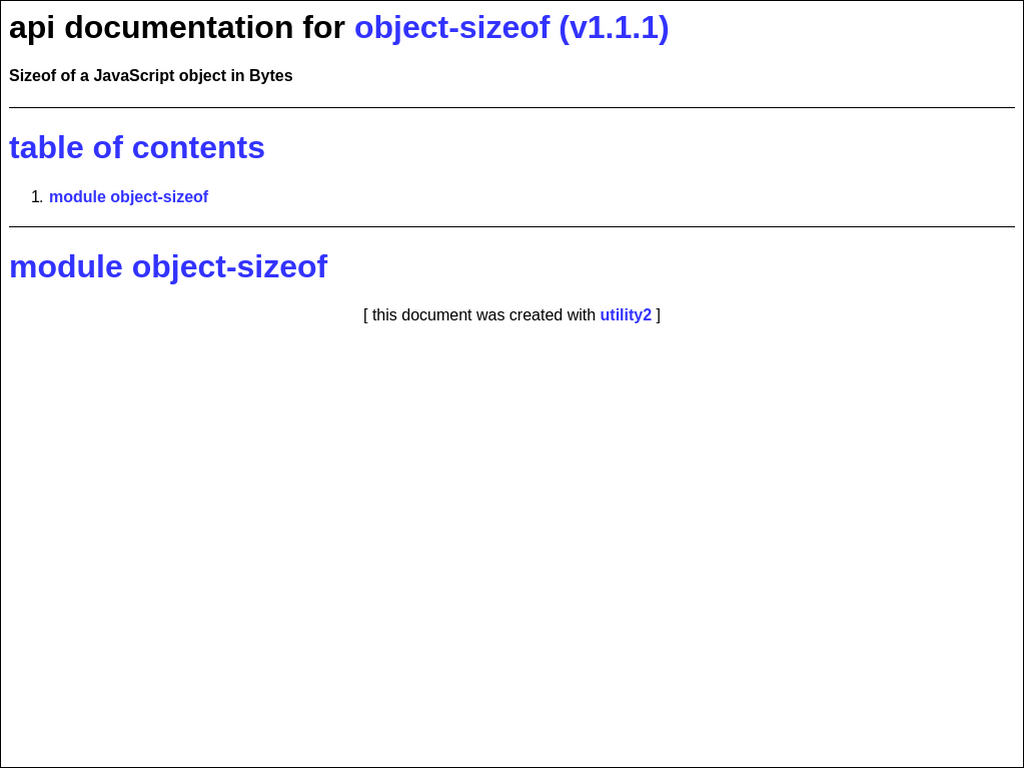 api documentation for object-sizeof (v1.1.1)
Sizeof of a JavaScript object in Bytes
table of contents
1. module object-sizeof
module object-sizeof
[ this document was created with utility2 ]